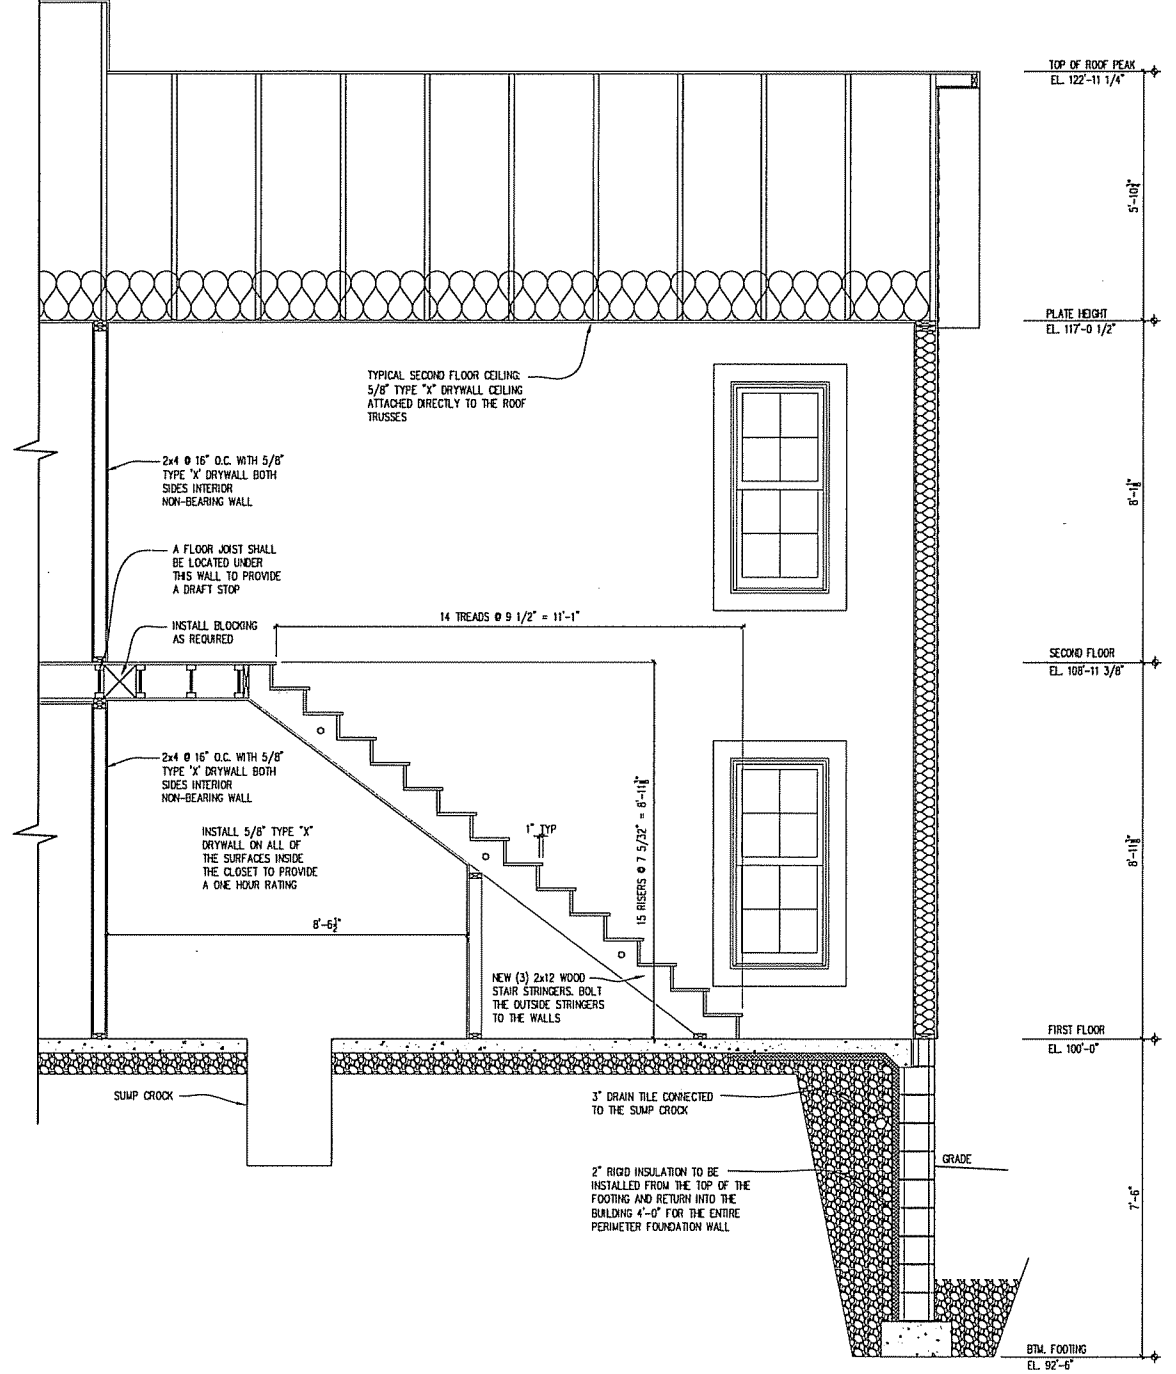 TOP OF ROOF PEAK
EL. 122'-11 1/4"
5'-10 3/4"
PLATE HEIGHT
EL. 117'-0 1/2"
TYPICAL SECOND FLOOR CEILING:
5/8" TYPE "X" DRYWALL CEILING
ATTACHED DIRECTLY TO THE ROOF
TRUSSES
2x4 @ 16" O.C. WITH 5/8"
TYPE 'X' DRYWALL BOTH
SIDES INTERIOR
NON-BEARING WALL
8'-1 1/8"
A FLOOR JOIST SHALL
BE LOCATED UNDER
THIS WALL TO PROVIDE
A DRAFT STOP
INSTALL BLOCKING
AS REQUIRED
14 TREADS @ 9 1/2" = 11'-1"
SECOND FLOOR
EL. 108'-11 3/8"
2x4 @ 16" O.C. WITH 5/8"
TYPE 'X' DRYWALL BOTH
SIDES INTERIOR
NON-BEARING WALL
INSTALL 5/8" TYPE "X"
DRYWALL ON ALL OF
THE SURFACES INSIDE
THE CLOSET TO PROVIDE
A ONE HOUR RATING
1" TYP
15 RISERS @ 7 5/32" = 8'-11
8'-11
8'-6 1/2"
NEW (3) 2x12 WOOD
STAIR STRINGERS. BOLT
THE OUTSIDE STRINGERS
TO THE WALLS
FIRST FLOOR
EL. 100'-0"
SUMP CROCK
3" DRAIN TILE CONNECTED
TO THE SUMP CROCK
GRADE
2" RIGID INSULATION TO BE
INSTALLED FROM THE TOP OF THE
FOOTING AND RETURN INTO THE
BUILDING 4'-0" FOR THE ENTIRE
PERIMETER FOUNDATION WALL
7'-6"
BTM. FOOTING
EL. 92'-6"